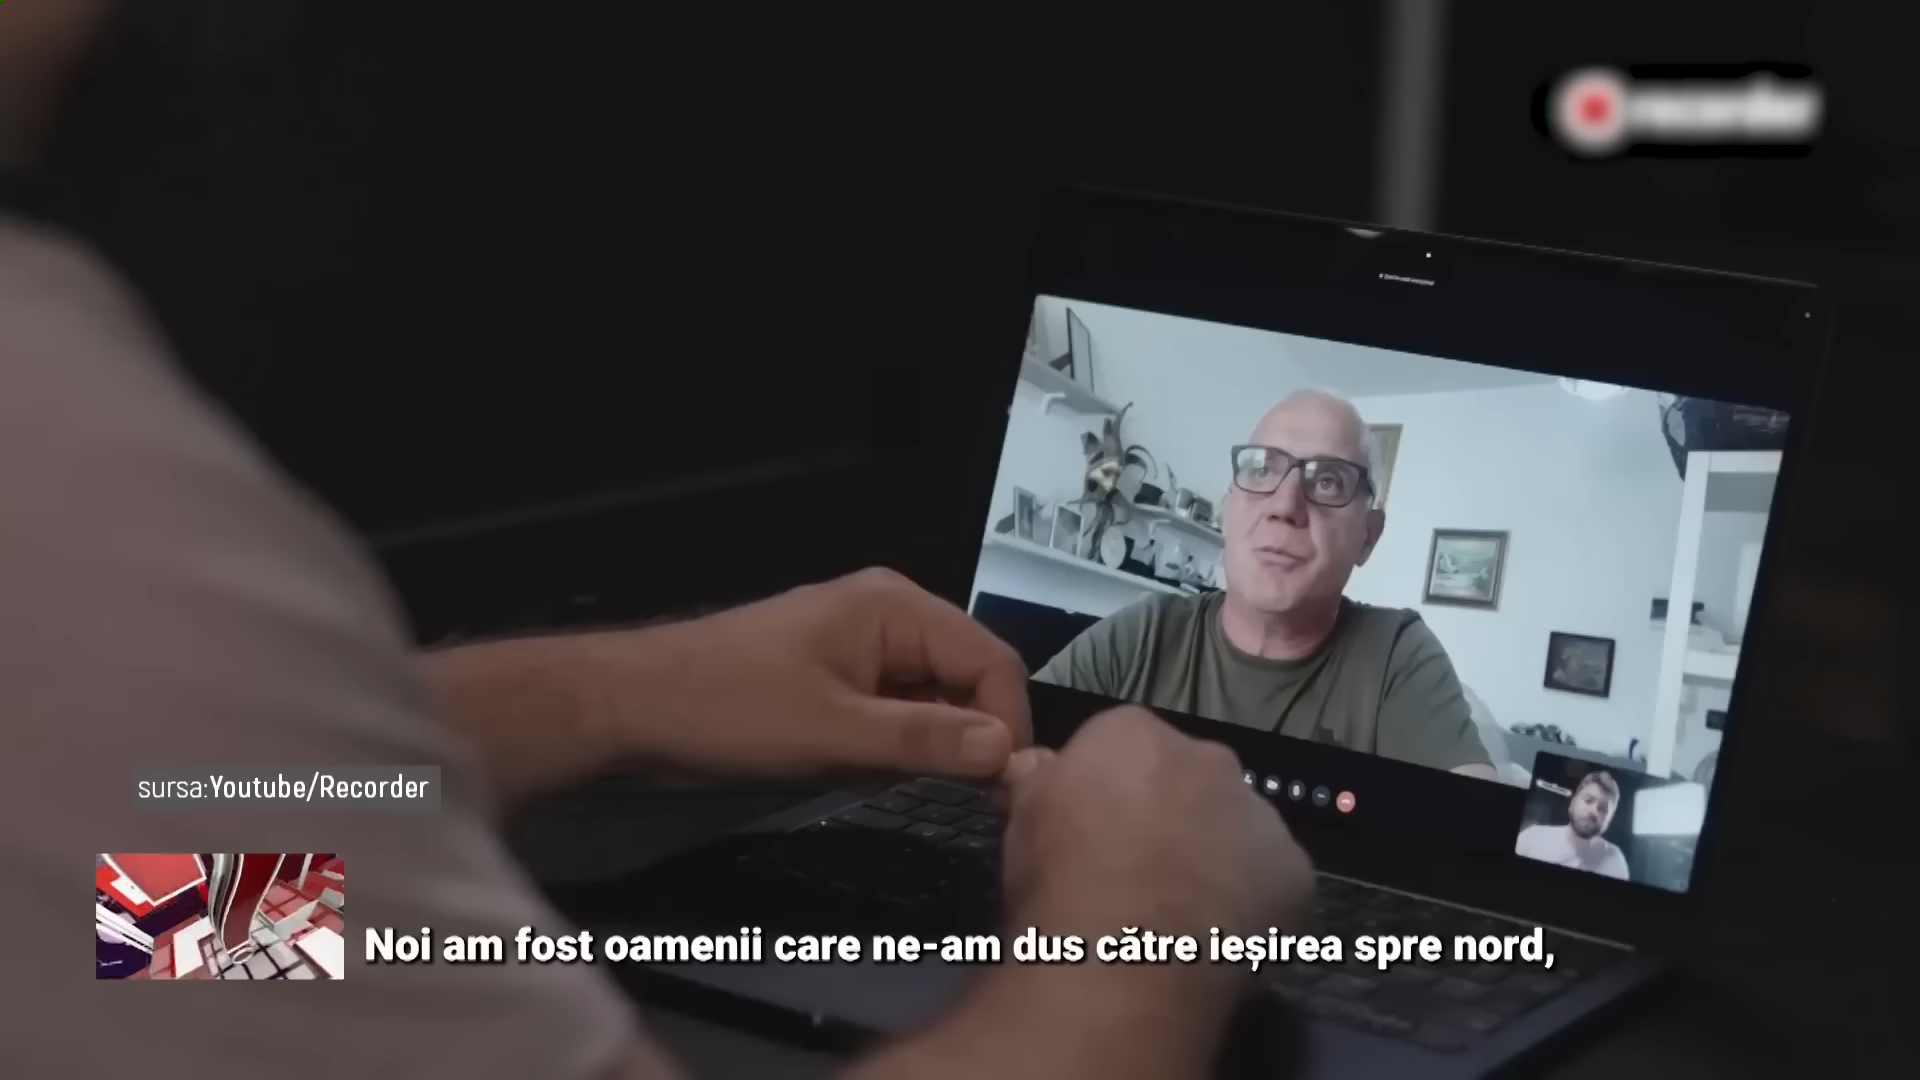 sursa:Youtube/Recorder
Noi am fost oamenii care ne-am dus către ieșirea spre nord,